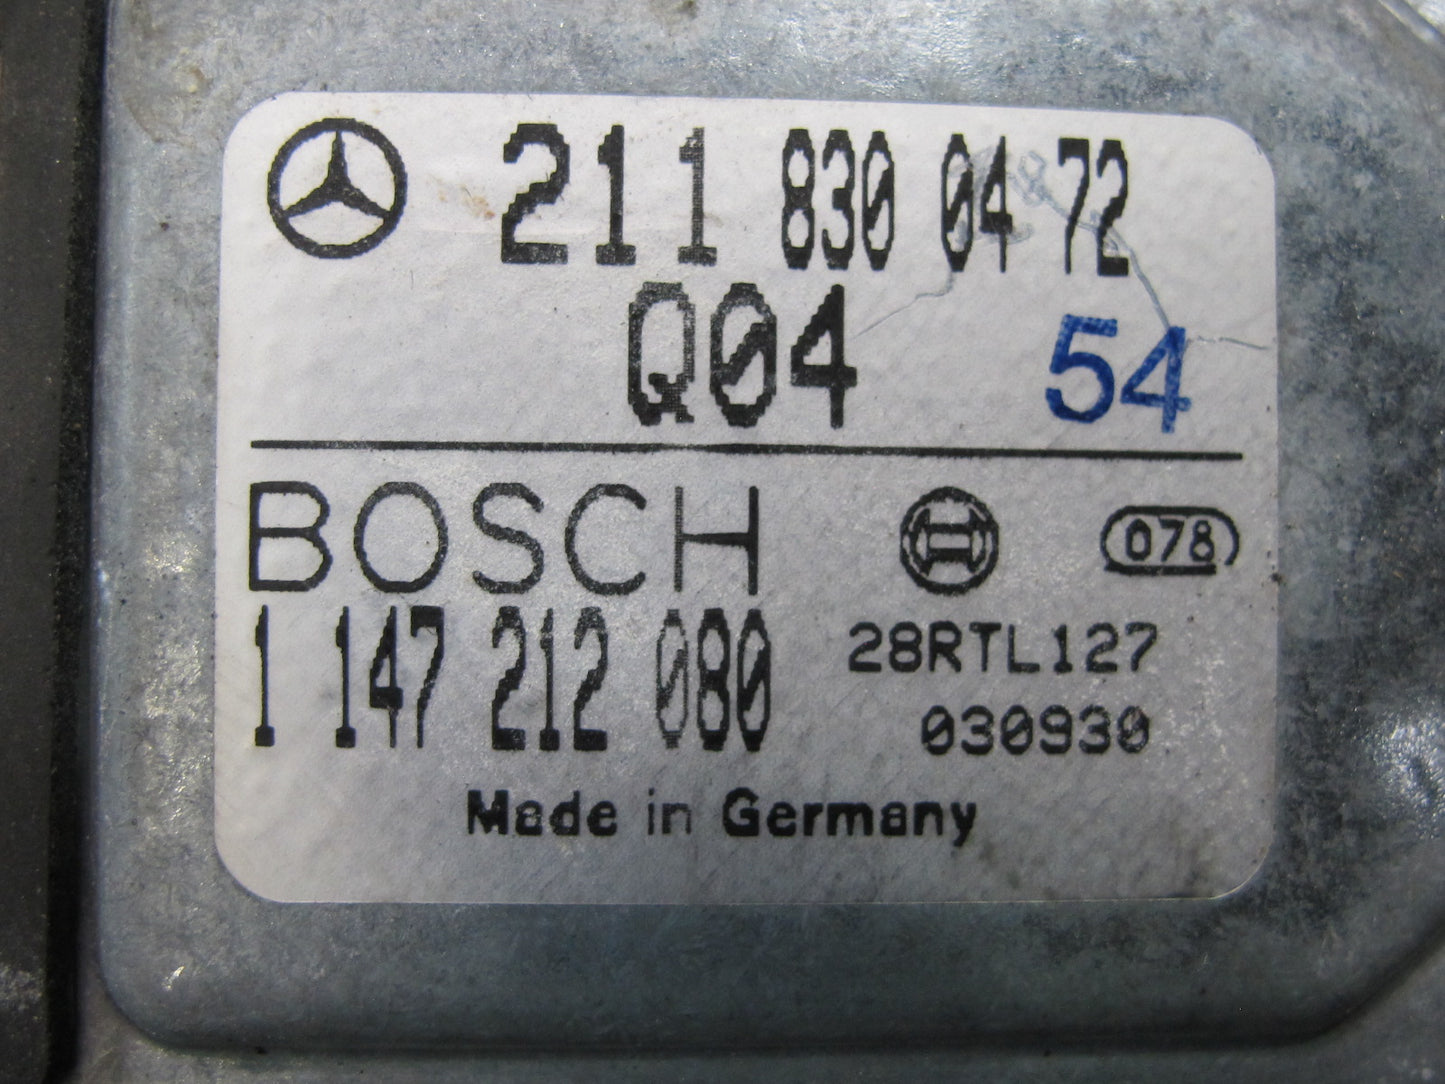 211 830 04 72
Q04 54
BOSCH 078
1 147 212 080 28RTL127
030930
Made in Germany